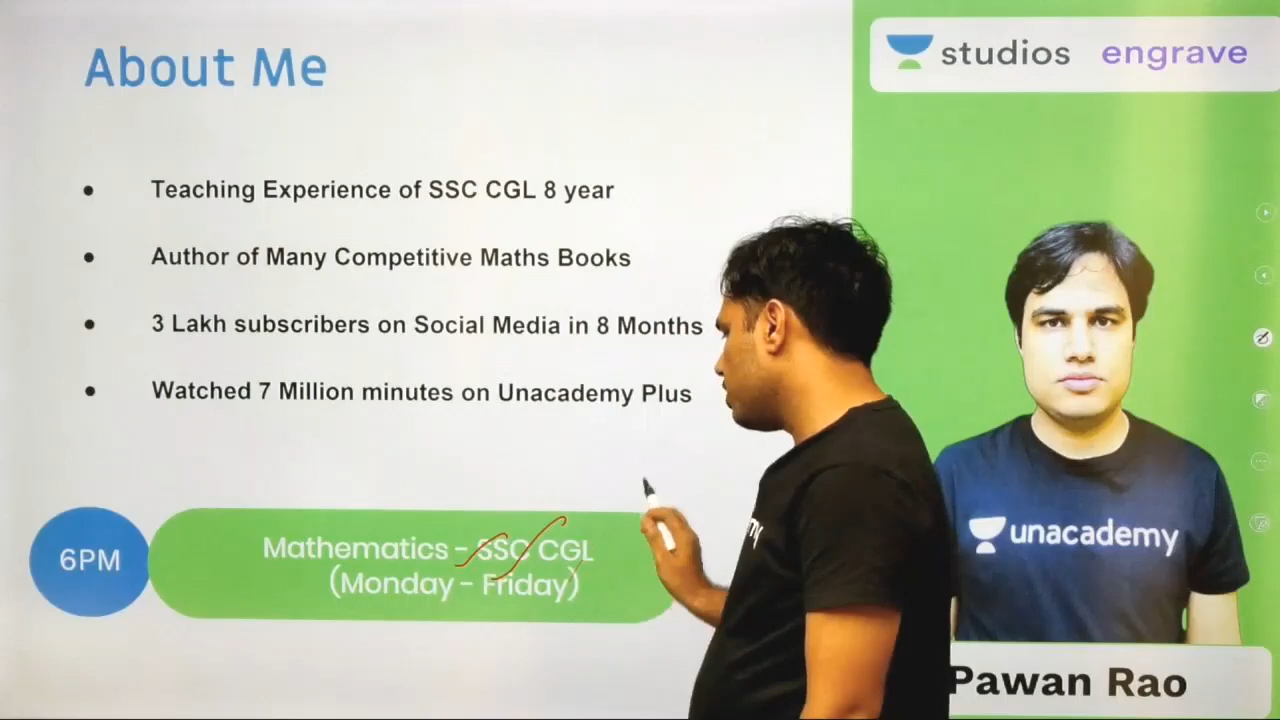 About Me
studios engrave
Teaching Experience of SSC CGL 8 year
Author of Many Competitive Maths Books
3 Lakh subscribers on Social Media in 8 Months
Watched 7 Million minutes on Unacademy Plus
unacademy
6PM
Mathematics - SSC CGL
(Monday - Friday)
Pawan Rao